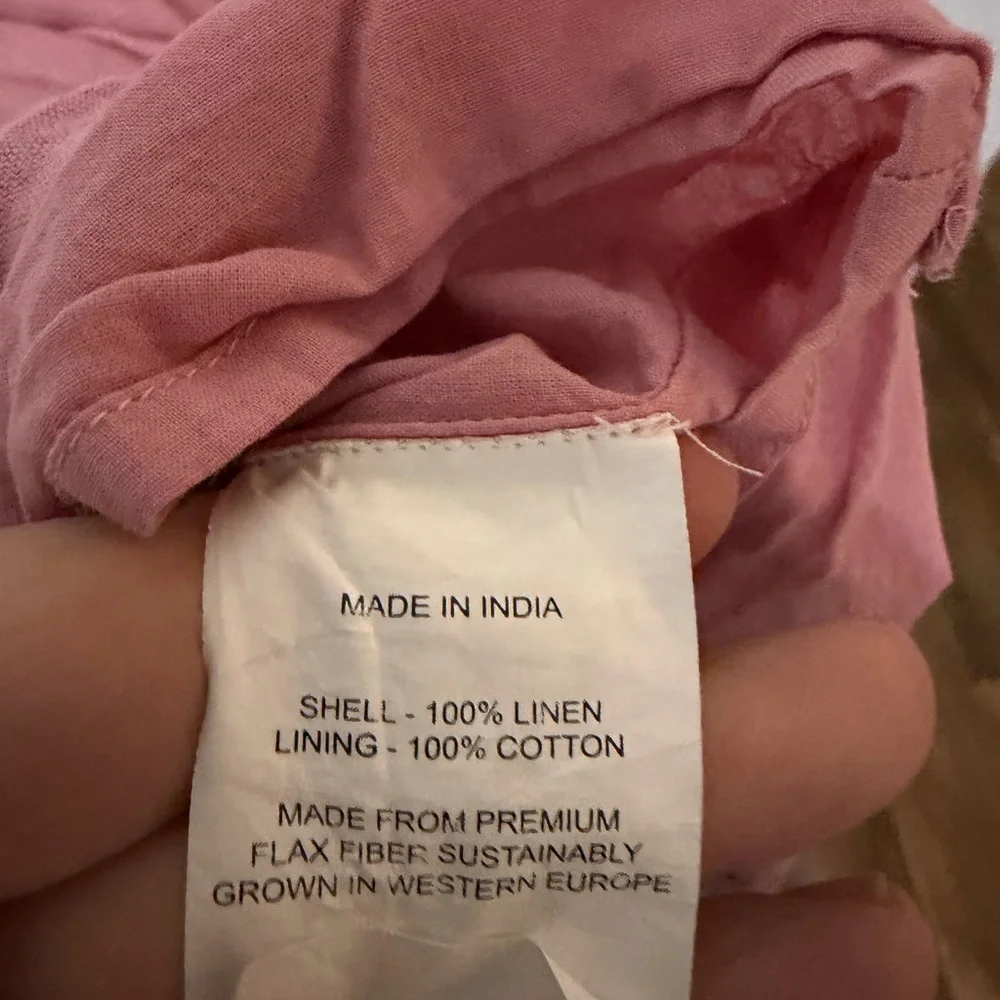 MADE IN INDIA
SHELL - 100% LINEN
LINING - 100% COTTON
MADE FROM PREMIUM
FLAX FIBER SUSTAINABLY
GROWN IN WESTERN EUROPE